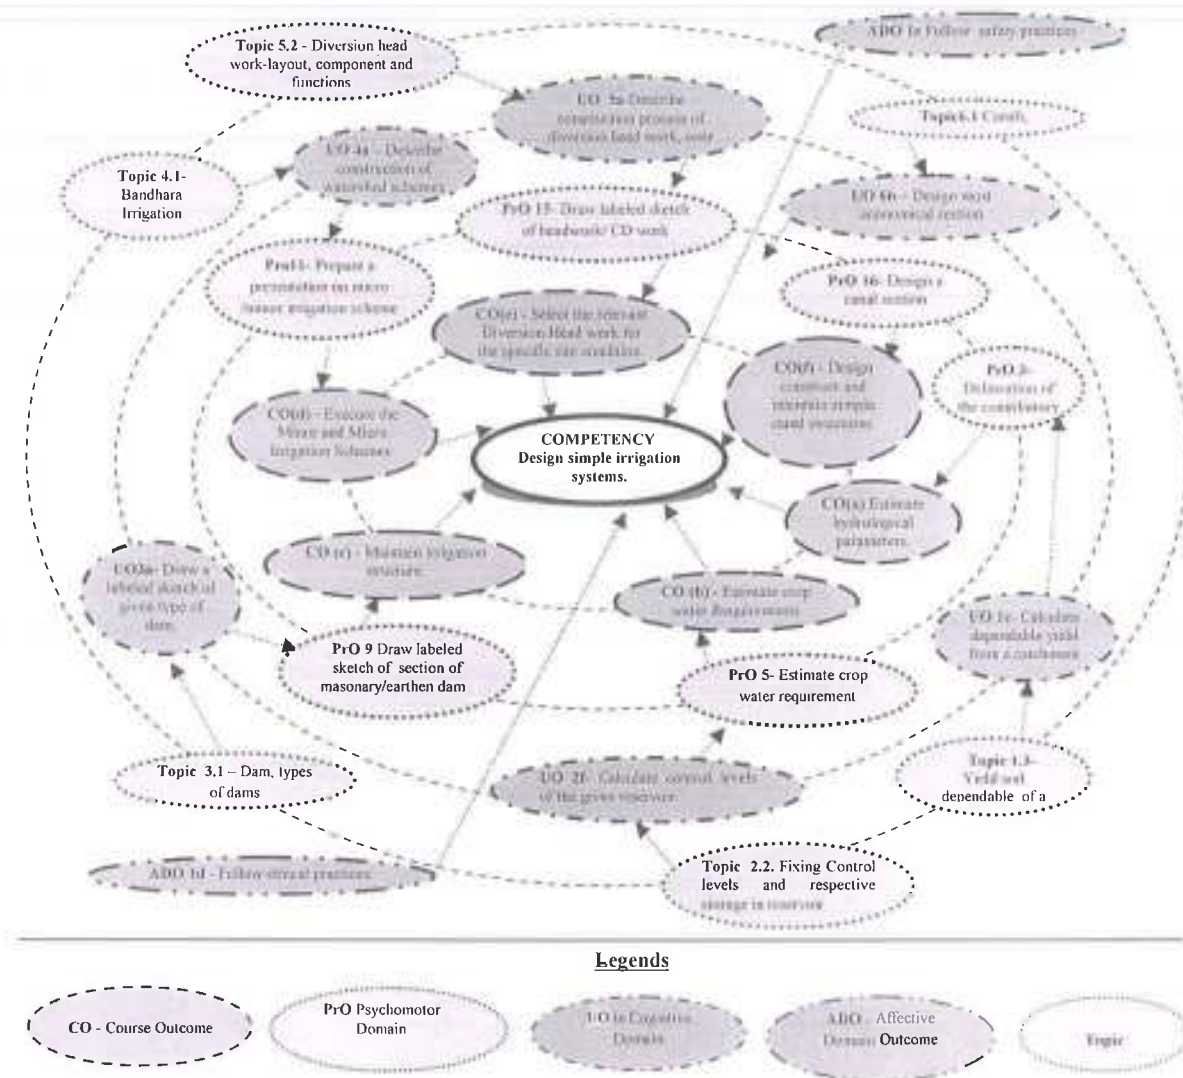 Topic 5.2 - Diversion head
work-layout, component and
functions
ADO 1a Follow safety practices
UO 5a-Describe
construction process of
diversion head work, weir
Topic6.1 Canals,
UO 4a - Describe
construction of
watershed schemes
Topic 4.1-
Bandhara
Irrigation
PrO 15- Draw labeled sketch
of headwork/ CD work
UO 6b - Design most
economical section
Pro11- Prepare a
presentation on micro
minor irrigation scheme
PrO 16- Design a
canal section
CO(e) - Select the relevant
Diversion Head work for
the specific site condition
CO(f) - Design
construct and
maintain simple
canal structures
PrO 2-
Delineation of
the contributory
CO(d) - Execute the
Minor and Micro
Irrigation Schemes
COMPETENCY
Design simple irrigation
systems.
CO(a) Estimate
hydrological
parameters.
CO (c) - Maintain Irrigation
structure
CO (b) - Estimate crop
water Requirement
UO3a- Draw a
labeled sketch of
given type of
dam.
UO 1c- Calculate
dependable yield
from a catchment
PrO 9 Draw labeled
sketch of section of
masonary/earthen dam
PrO 5- Estimate crop
water requirement
Topic 3.1 – Dam, types
of dams
UO 2f- Calculate control levels
of the given reservoir.
Topic 1.3-
Yield and
dependable of a
ADO 1d - Follow ethical practices
Topic 2.2. Fixing Control
levels and respective
storage in reservoir
Legends
CO - Course Outcome
PrO Psychomotor
Domain
UO in Cognitive
Domain
ADO - Affective
Domain Outcome
Topic